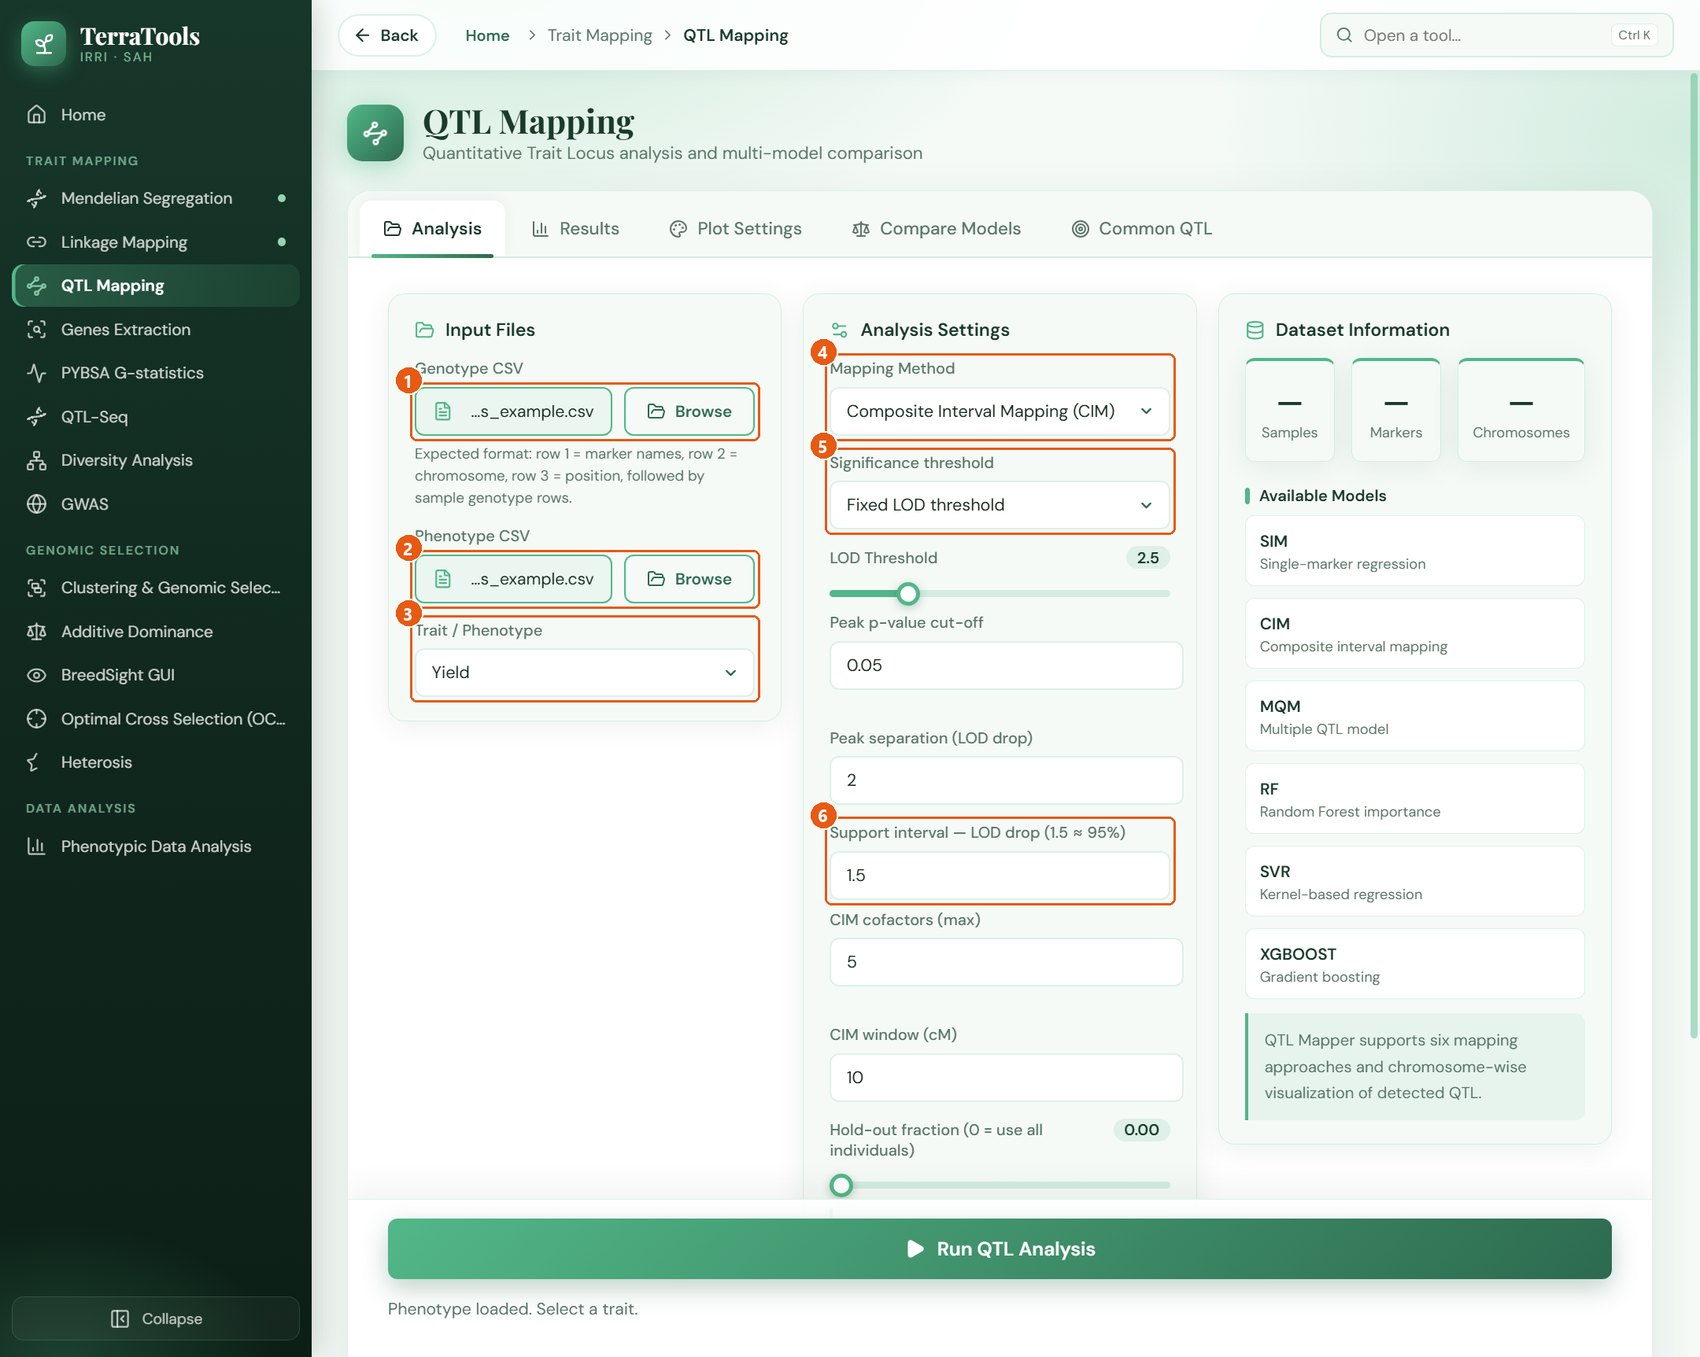 TerraTools
IRRI · SAH
Home
TRAIT MAPPING
Mendelian Segregation
Linkage Mapping
QTL Mapping
Genes Extraction
PYBSA G-statistics
QTL-Seq
Diversity Analysis
GWAS
GENOMIC SELECTION
Clustering & Genomic Selec...
Additive Dominance
BreedSight GUI
Optimal Cross Selection (OC...
Heterosis
DATA ANALYSIS
Phenotypic Data Analysis
Collapse
Back
Home > Trait Mapping > QTL Mapping
Open a tool...
Ctrl K
QTL Mapping
Quantitative Trait Locus analysis and multi-model comparison
Analysis
Results
Plot Settings
Compare Models
Common QTL
Input Files
Genotype CSV
1
...s_example.csv
Browse
Expected format: row 1 = marker names, row 2 =
chromosome, row 3 = position, followed by
sample genotype rows.
Phenotype CSV
2
...s_example.csv
Browse
3
Trait / Phenotype
Yield
Analysis Settings
4
Mapping Method
Composite Interval Mapping (CIM)
5
Significance threshold
Fixed LOD threshold
LOD Threshold
2.5
Peak p-value cut-off
0.05
Peak separation (LOD drop)
2
6
Support interval — LOD drop (1.5 ≈ 95%)
1.5
CIM cofactors (max)
5
CIM window (cM)
10
Hold-out fraction (0 = use all
individuals)
0.00
Dataset Information
—
Samples
—
Markers
—
Chromosomes
Available Models
SIM
Single-marker regression
CIM
Composite interval mapping
MQM
Multiple QTL model
RF
Random Forest importance
SVR
Kernel-based regression
XGBOOST
Gradient boosting
QTL Mapper supports six mapping
approaches and chromosome-wise
visualization of detected QTL.
Run QTL Analysis
Phenotype loaded. Select a trait.